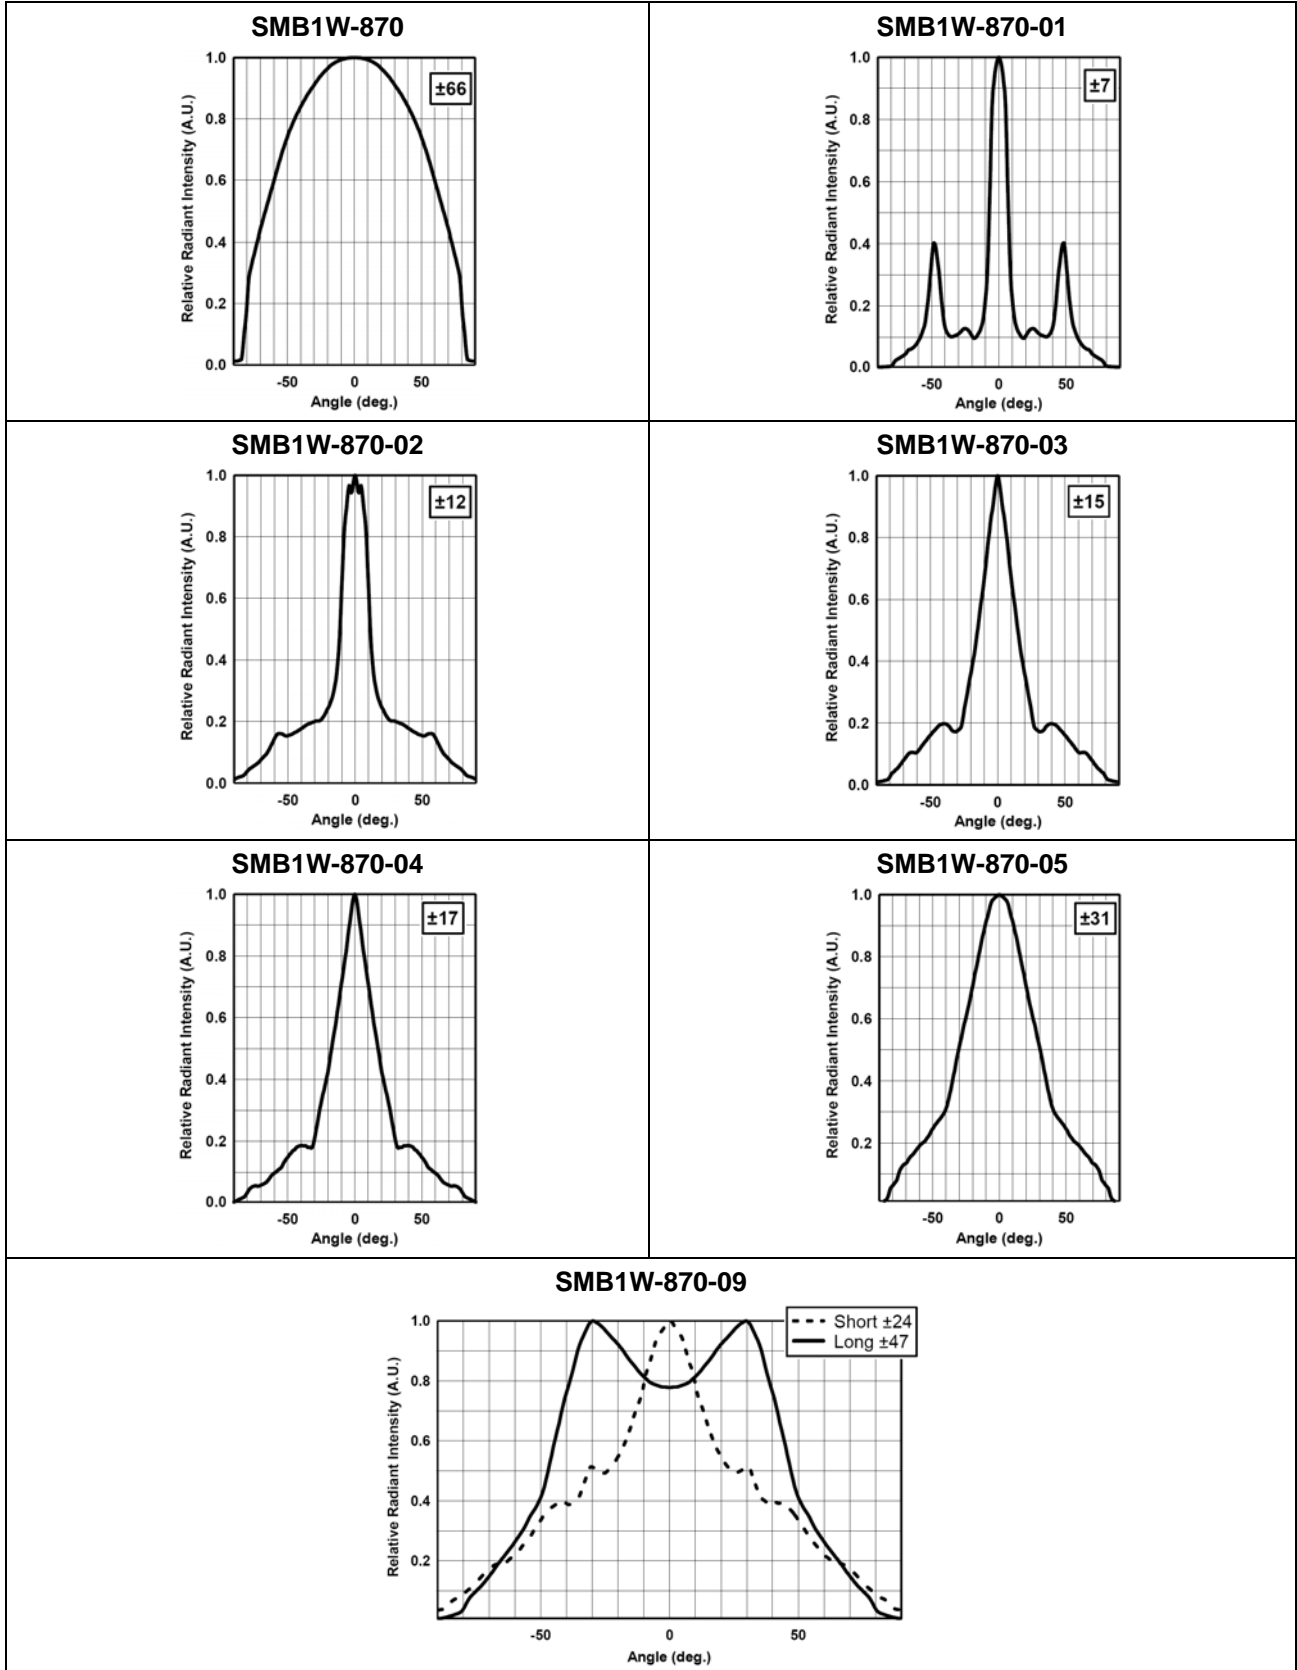 SMB1W-870
Relative Radiant Intensity (A.U.)
1.0
0.8
0.6
0.4
0.2
0.0
±66
-50 0 50
Angle (deg.)
SMB1W-870-01
Relative Radiant Intensity (A.U.)
1.0
0.8
0.6
0.4
0.2
0.0
±7
-50 0 50
Angle (deg.)
SMB1W-870-02
Relative Radiant Intensity (A.U.)
1.0
0.8
0.6
0.4
0.2
0.0
±12
-50 0 50
Angle (deg.)
SMB1W-870-03
Relative Radiant Intensity (A.U.)
1.0
0.8
0.6
0.4
0.2
0.0
±15
-50 0 50
Angle (deg.)
SMB1W-870-04
Relative Radiant Intensity (A.U.)
1.0
0.8
0.6
0.4
0.2
0.0
±17
-50 0 50
Angle (deg.)
SMB1W-870-05
Relative Radiant Intensity (A.U.)
1.0
0.8
0.6
0.4
0.2
±31
-50 0 50
Angle (deg.)
SMB1W-870-09
Relative Radiant Intensity (A.U.)
1.0
0.8
0.6
0.4
0.2
Short ±24
Long ±47
-50 0 50
Angle (deg.)